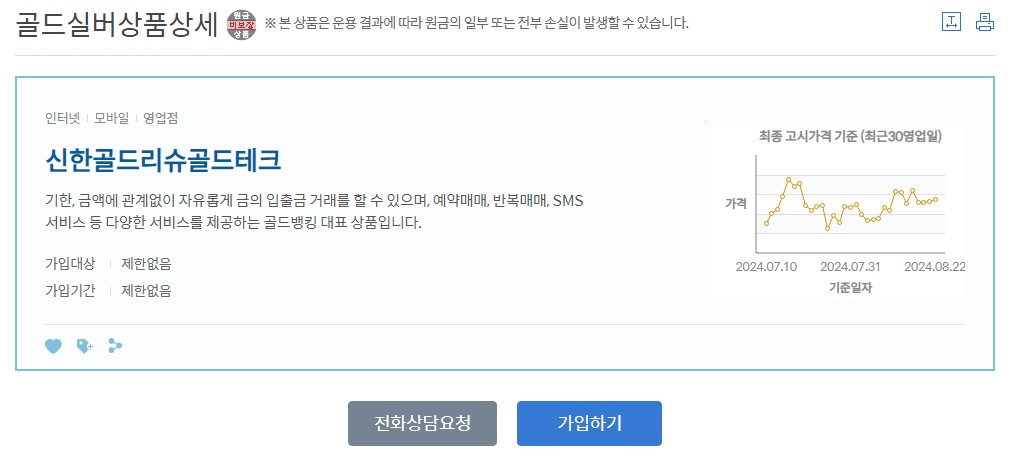 골드실버상품상세 원금 비보장 상품 ※ 본 상품은 운용 결과에 따라 원금의 일부 또는 전부 손실이 발생할 수 있습니다.
인터넷 모바일 영업점
신한골드리슈골드테크
기한, 금액에 관계없이 자유롭게 금의 입출금 거래를 할 수 있으며, 예약매매, 반복매매, SMS
서비스 등 다양한 서비스를 제공하는 골드뱅킹 대표 상품입니다.
가입대상 제한없음
가입기간 제한없음
최종 고시가격 기준 (최근30영업일)
가격
2024.07.10 2024.07.31 2024.08.22
기준일자
전화상담요청 가입하기